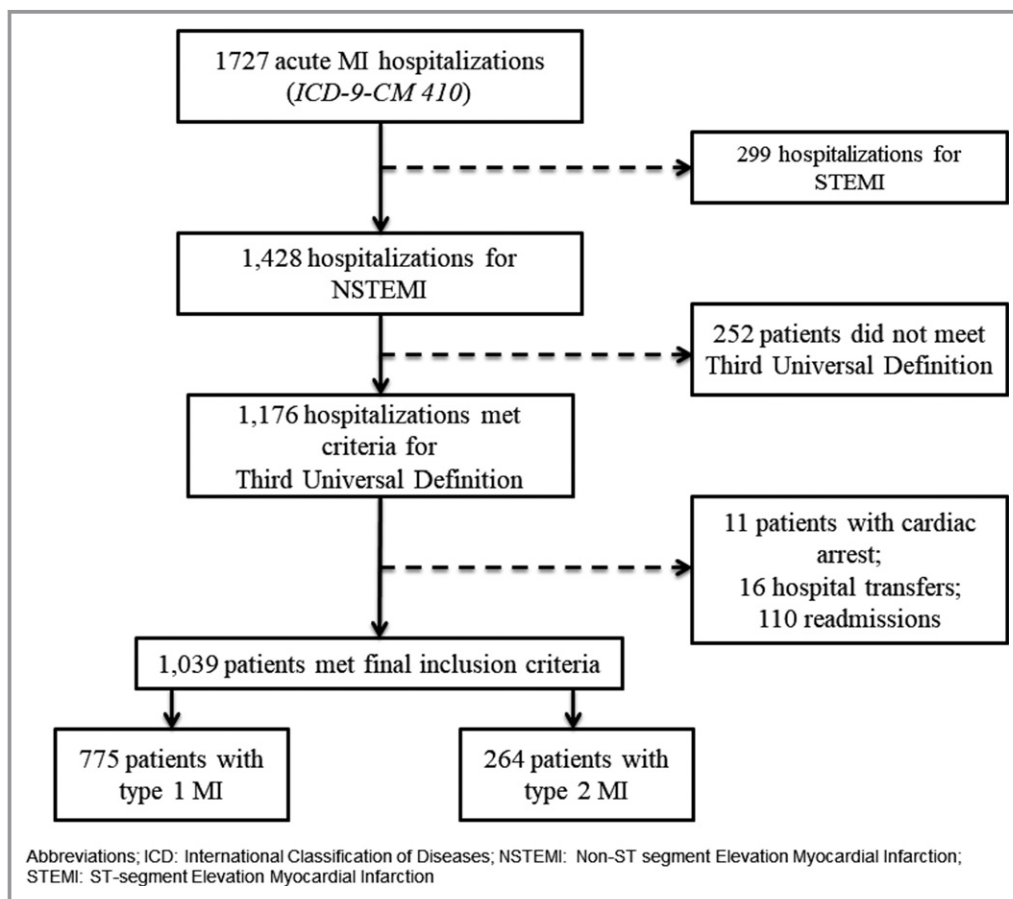 1727 acute MI hospitalizations
(ICD-9-CM 410)
299 hospitalizations for
STEMI
1,428 hospitalizations for
NSTEMI
252 patients did not meet
Third Universal Definition
1,176 hospitalizations met
criteria for
Third Universal Definition
11 patients with cardiac
arrest;
16 hospital transfers;
110 readmissions
1,039 patients met final inclusion criteria
775 patients with
type 1 MI
264 patients with
type 2 MI
Abbreviations; ICD: International Classification of Diseases; NSTEMI: Non-ST segment Elevation Myocardial Infarction;
STEMI: ST-segment Elevation Myocardial Infarction